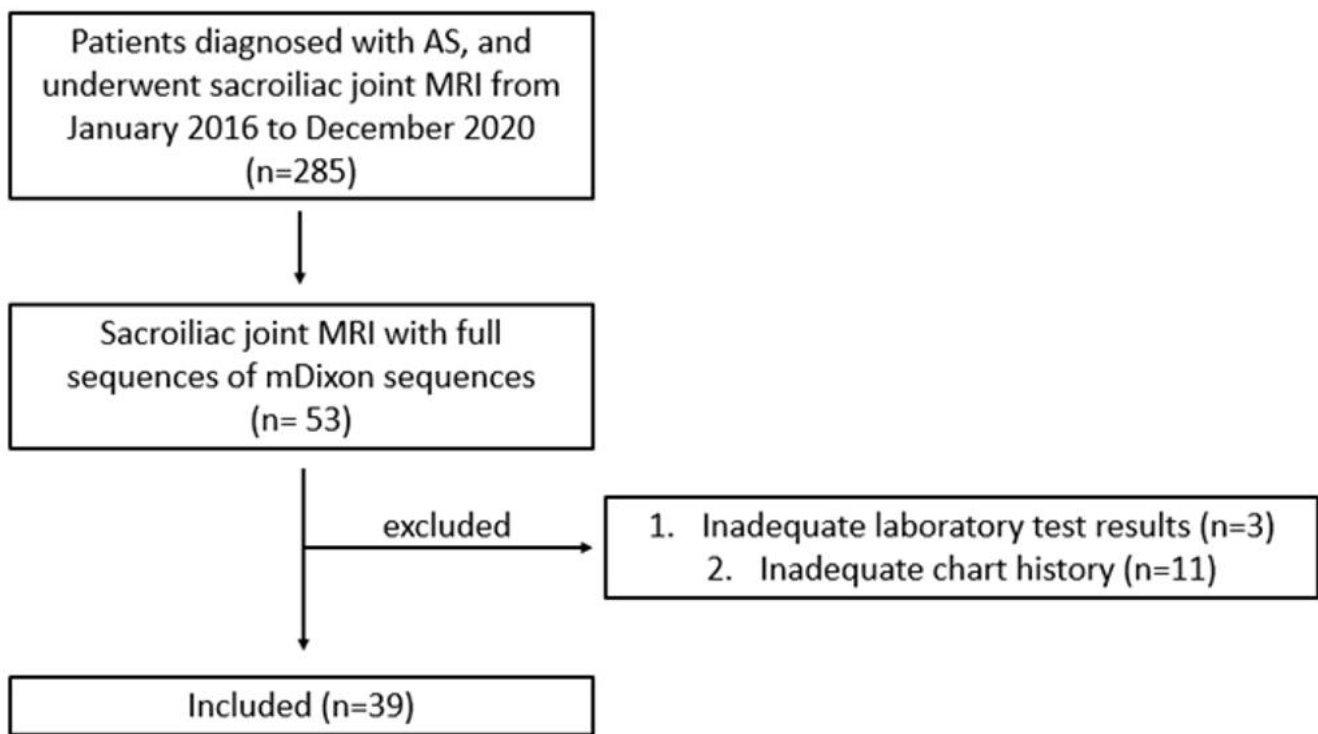 Patients diagnosed with AS, and
underwent sacroiliac joint MRI from
January 2016 to December 2020
(n=285)
Sacroiliac joint MRI with full
sequences of mDixon sequences
(n= 53)
excluded
1. Inadequate laboratory test results (n=3)
2. Inadequate chart history (n=11)
Included (n=39)